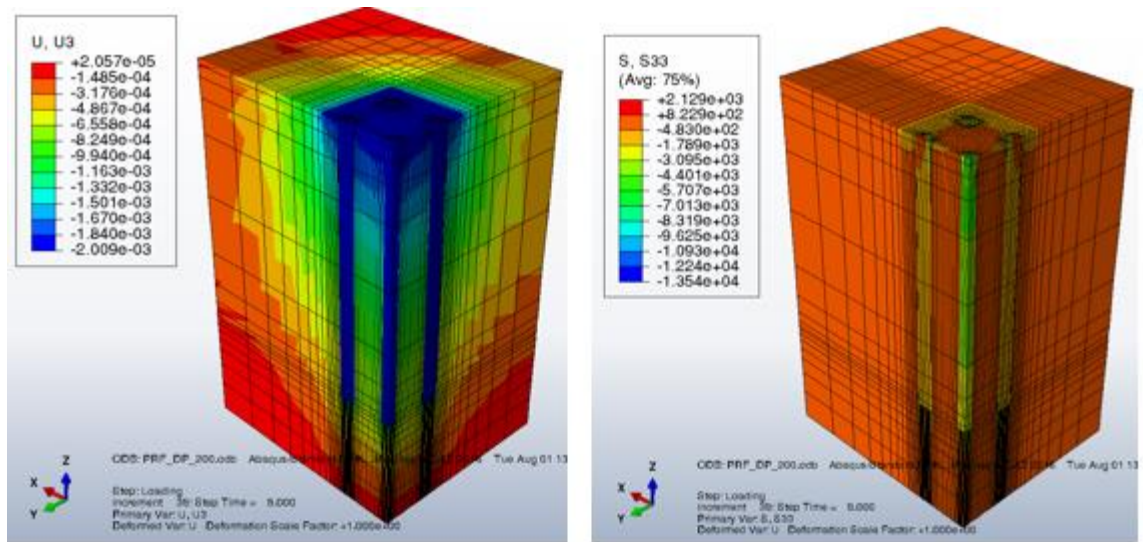 U, U3
+2.057e-05
-1.485e-04
-3.176e-04
-4.867e-04
-6.558e-04
-8.249e-04
-9.940e-04
-1.163e-03
-1.332e-03
-1.501e-03
-1.670e-03
-1.840e-03
-2.009e-03
Z
X
Y
ODB: PRF_DP_200.odb Tue Aug 01 13
Step: Loading
Increment Step Time =
Primary Var: U, U3
Deformed Var: U Deformation Scale Factor: +1.000e+00
S, S33
(Avg: 75%)
+2.129e+03
+8.229e+02
-4.830e+02
-1.789e+03
-3.095e+03
-4.401e+03
-5.707e+03
-7.013e+03
-8.319e+03
-9.625e+03
-1.093e+04
-1.224e+04
-1.354e+04
Z
X
Y
ODB: PRF_DP_200.odb Tue Aug 01 13
Step: Loading
Increment Step Time =
Primary Var: S, S33
Deformed Var: U Deformation Scale Factor: +1.000e+00